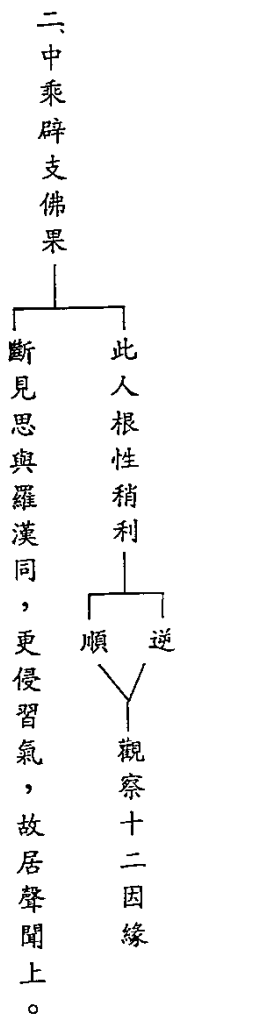 二、中乘辟支佛果
此人根性稍利
逆
順
觀察十二因緣
斷見思與羅漢同，更侵習氣，故居聲聞上。